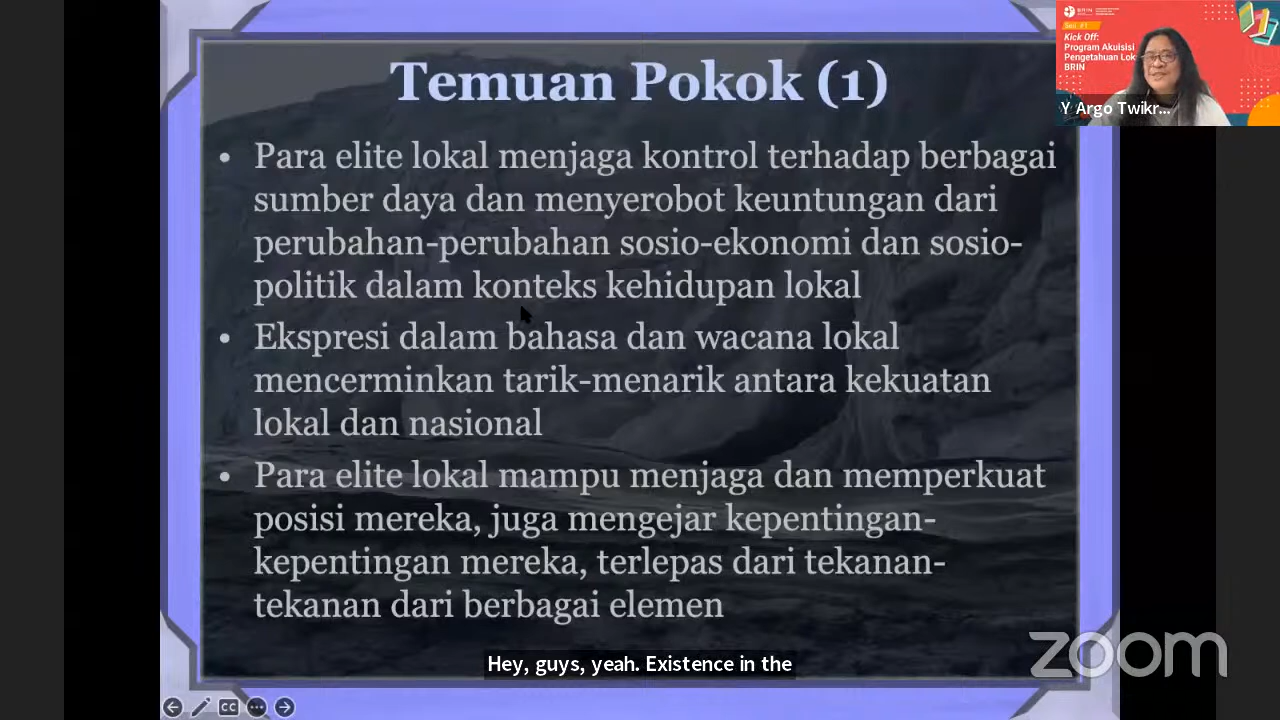 Temuan Pokok (1)
• Para elite lokal menjaga kontrol terhadap berbagai
sumber daya dan menyerobot keuntungan dari
perubahan-perubahan sosio-ekonomi dan sosio-
politik dalam konteks kehidupan lokal
• Ekspresi dalam bahasa dan wacana lokal
mencerminkan tarik-menarik antara kekuatan
lokal dan nasional
• Para elite lokal mampu menjaga dan memperkuat
posisi mereka, juga mengejar kepentingan-
kepentingan mereka, terlepas dari tekanan-
tekanan dari berbagai elemen
Hey, guys, yeah. Existence in the
zoom
CC
BRIN
Sesi #1
Kick Off:
Program Akuisisi
Pengetahuan Lok
BRIN
Y Argo Twikr...